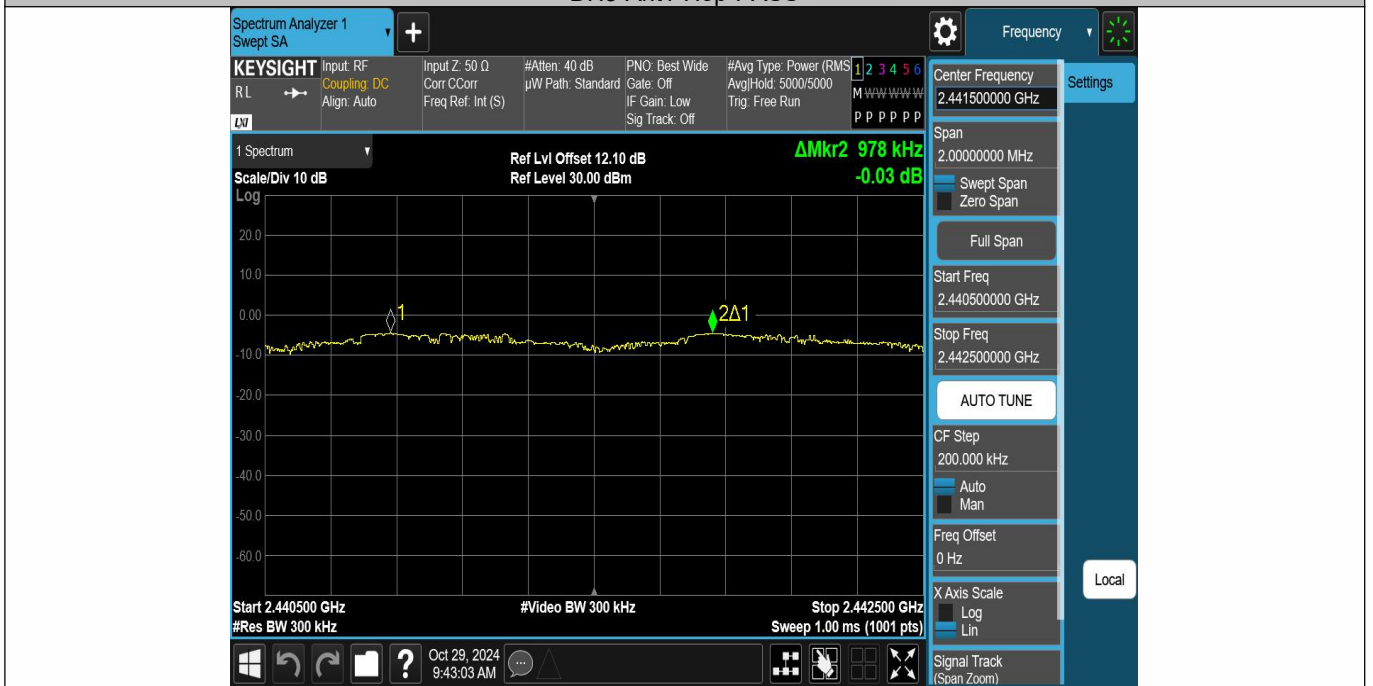 Spectrum Analyzer 1
Swept SA
+
Frequency
KEYSIGHT
RL
LXI
Input: RF
Coupling: DC
Align: Auto
Input Z: 50 Ω
Corr CCorr
Freq Ref: Int (S)
#Atten: 40 dB
µW Path: Standard
PNO: Best Wide
Gate: Off
IF Gain: Low
Sig Track: Off
#Avg Type: Power (RMS
Avg|Hold: 5000/5000
Trig: Free Run
1 2 3 4 5 6
M W W W W W
P P P P P P
1 Spectrum
Scale/Div 10 dB
Log
Ref Lvl Offset 12.10 dB
Ref Level 30.00 dBm
ΔMkr2 978 kHz
-0.03 dB
20.0
10.0
0.00
-10.0
-20.0
-30.0
-40.0
-50.0
-60.0
1
2Δ1
Start 2.440500 GHz
#Res BW 300 kHz
#Video BW 300 kHz
Stop 2.442500 GHz
Sweep 1.00 ms (1001 pts)
?
Oct 29, 2024
9:43:03 AM
Center Frequency
2.441500000 GHz
Settings
Span
2.00000000 MHz
Swept Span
Zero Span
Full Span
Start Freq
2.440500000 GHz
Stop Freq
2.442500000 GHz
AUTO TUNE
CF Step
200.000 kHz
Auto
Man
Freq Offset
0 Hz
X Axis Scale
Log
Lin
Local
Signal Track
(Span Zoom)